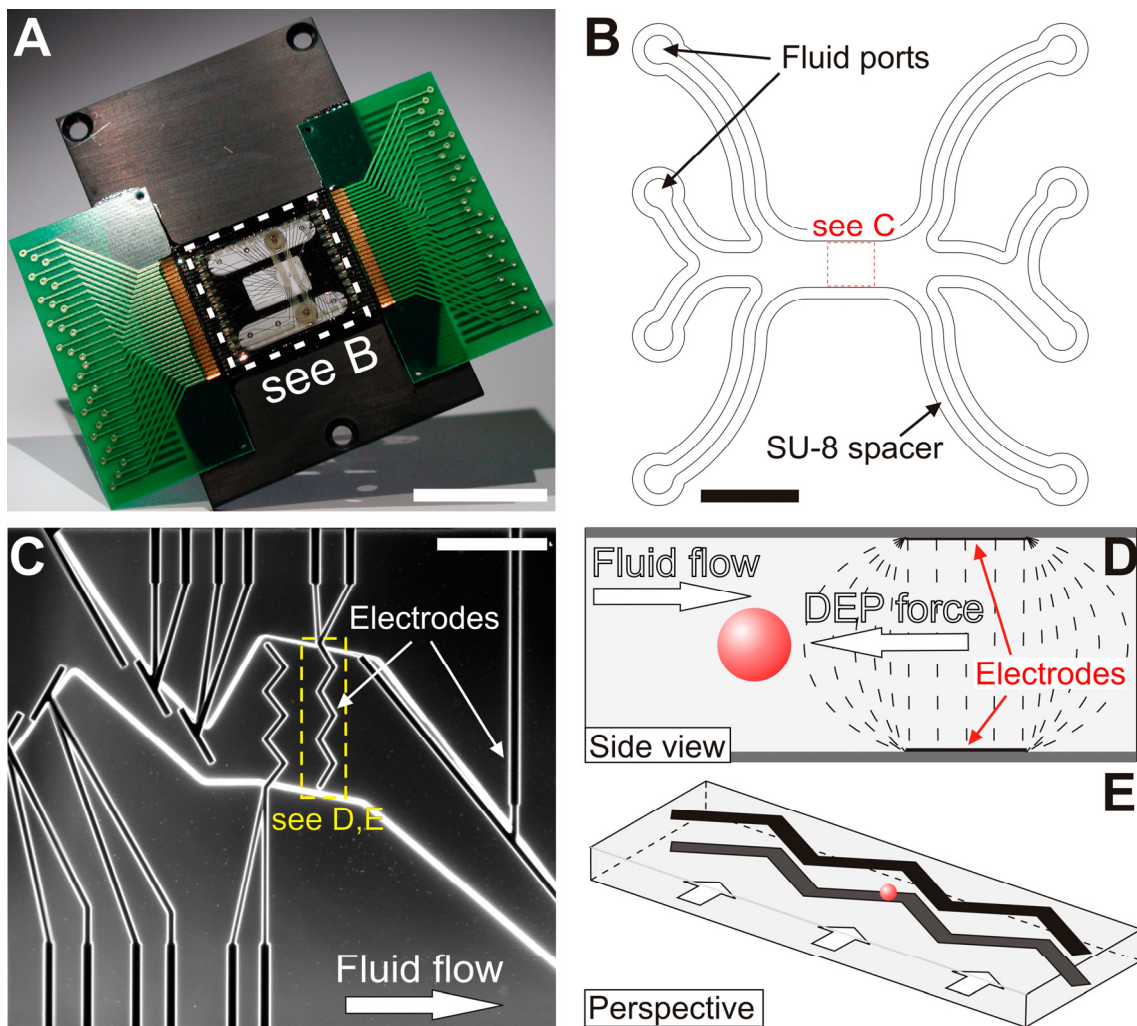 A
see B
B
Fluid ports
see C
SU-8 spacer
C
Electrodes
see D,E
Fluid flow
D
Fluid flow
DEP force
Electrodes
Side view
E
Perspective